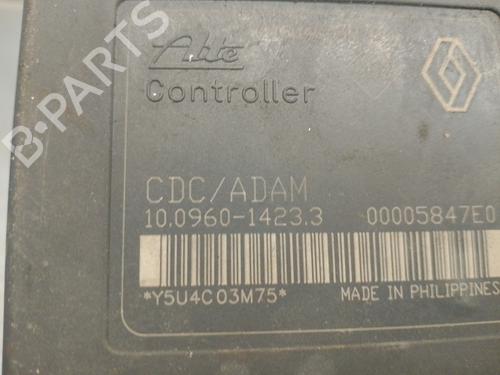 Ate
Controller
CDC/ADAM
10.0960-1423.3 00005847E0
*Y5U4C03M75* MADE IN PHILIPPINES
B-PARTS